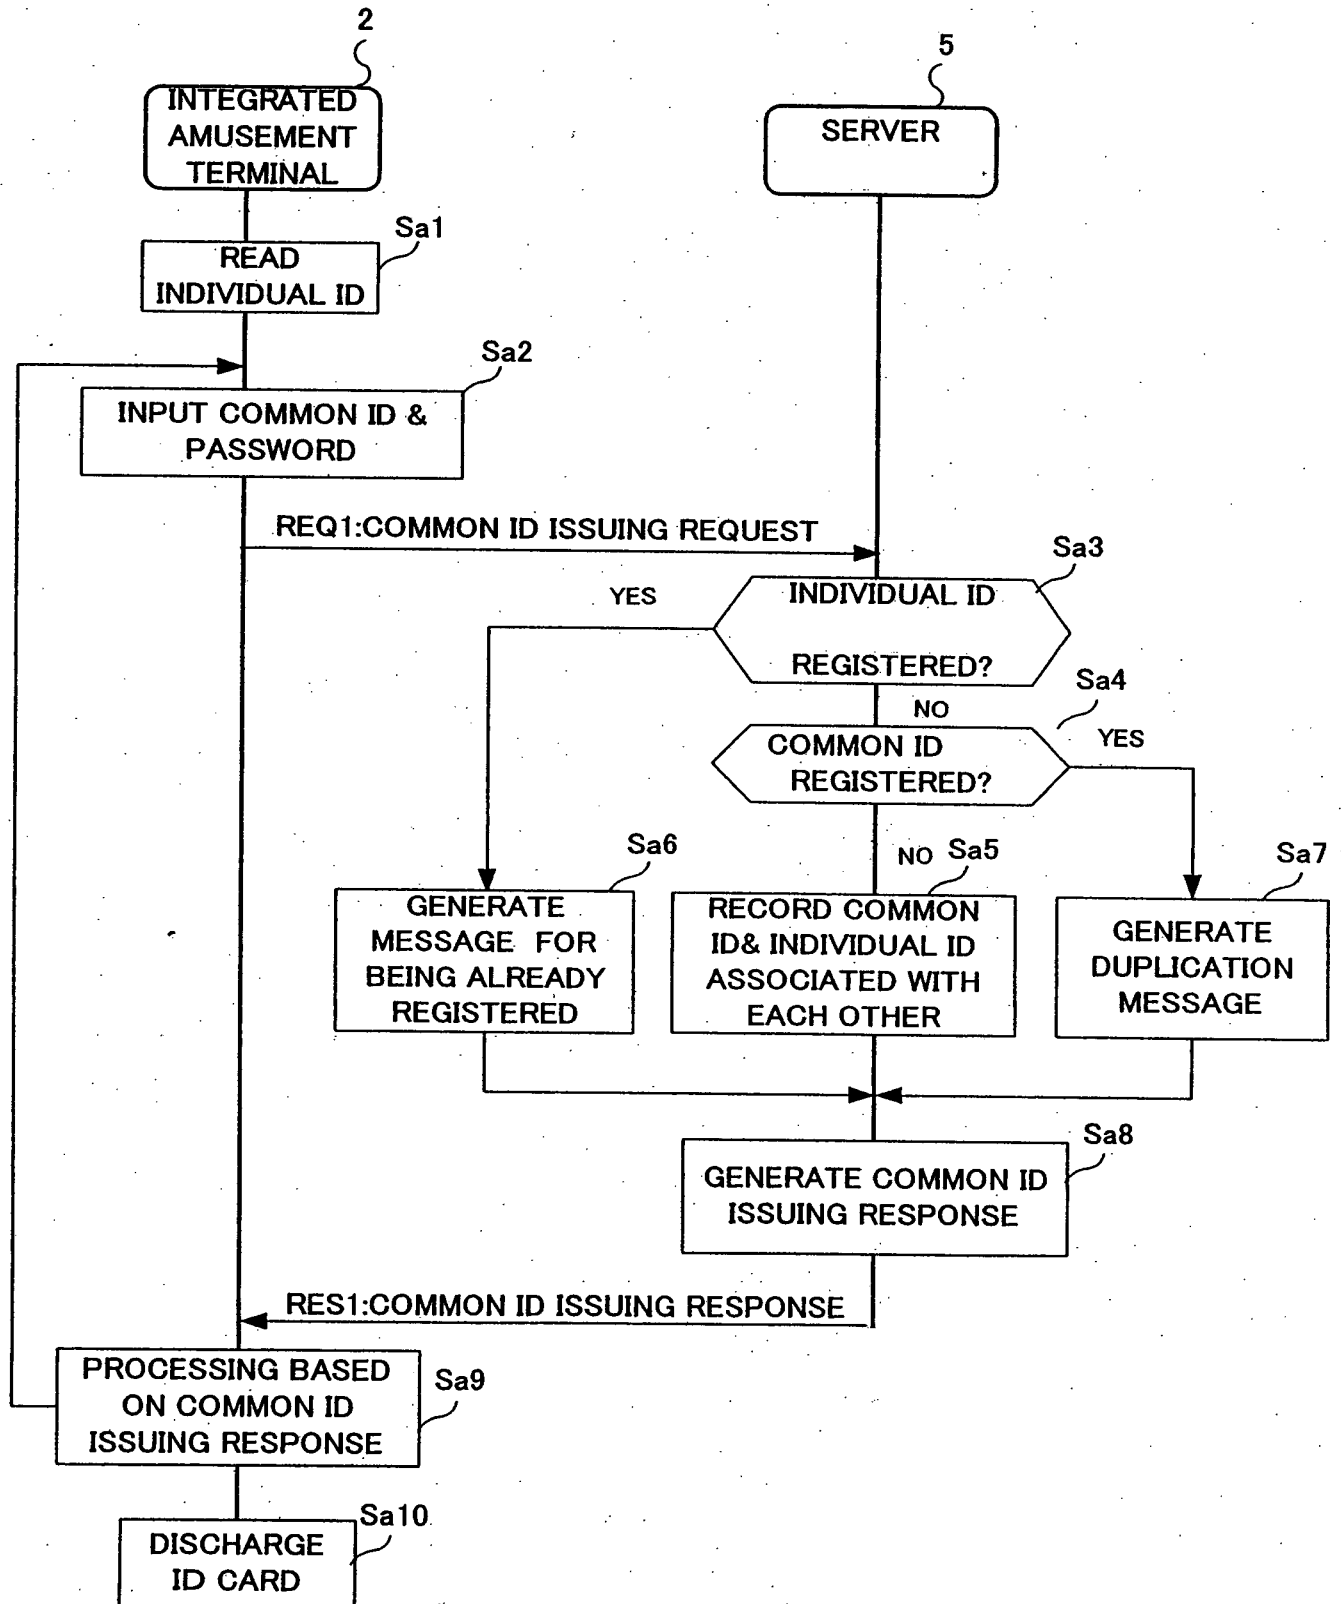 2
5
INTEGRATED
AMUSEMENT
TERMINAL
SERVER
Sa1
READ
INDIVIDUAL ID
Sa2
INPUT COMMON ID &
PASSWORD
REQ1:COMMON ID ISSUING REQUEST
Sa3
YES
INDIVIDUAL ID
REGISTERED?
Sa4
NO
COMMON ID
REGISTERED?
YES
Sa6
NO
Sa5
Sa7
GENERATE
MESSAGE FOR
BEING ALREADY
REGISTERED
RECORD COMMON
ID& INDIVIDUAL ID
ASSOCIATED WITH
EACH OTHER
GENERATE
DUPLICATION
MESSAGE
Sa8
GENERATE COMMON ID
ISSUING RESPONSE
RES1:COMMON ID ISSUING RESPONSE
PROCESSING BASED
ON COMMON ID
ISSUING RESPONSE
Sa9
Sa10
DISCHARGE
ID CARD